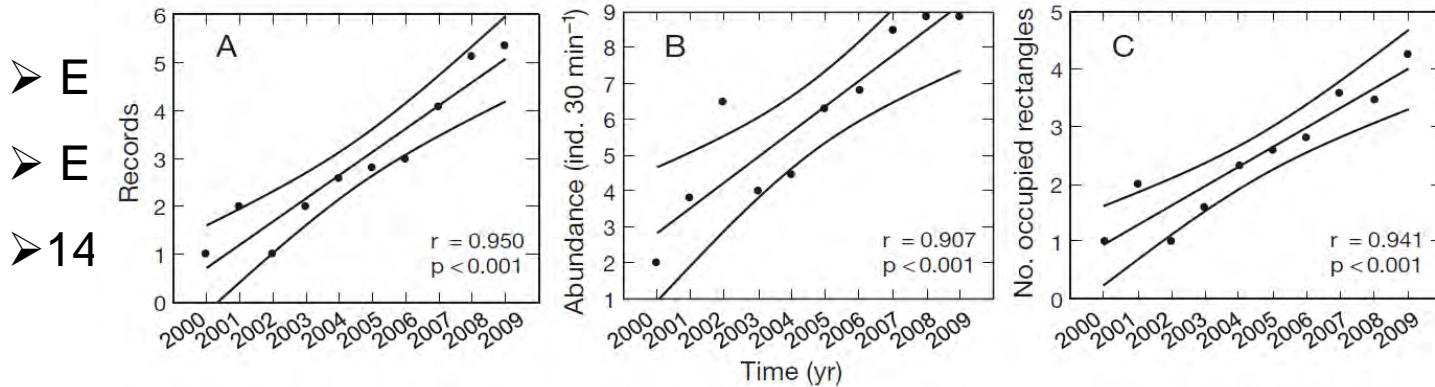 ➢ E
➢ E
➢14
A
Records
6
5
4
3
2
1
0
r = 0.950
p < 0.001
2000 2001 2002 2003 2004 2005 2006 2007 2008 2009
B
Abundance (ind. 30 min⁻¹)
9
8
7
6
5
4
3
2
1
r = 0.907
p < 0.001
2000 2001 2002 2003 2004 2005 2006 2007 2008 2009
Time (yr)
C
No. occupied rectangles
5
4
3
2
1
0
r = 0.941
p < 0.001
2000 2001 2002 2003 2004 2005 2006 2007 2008 2009